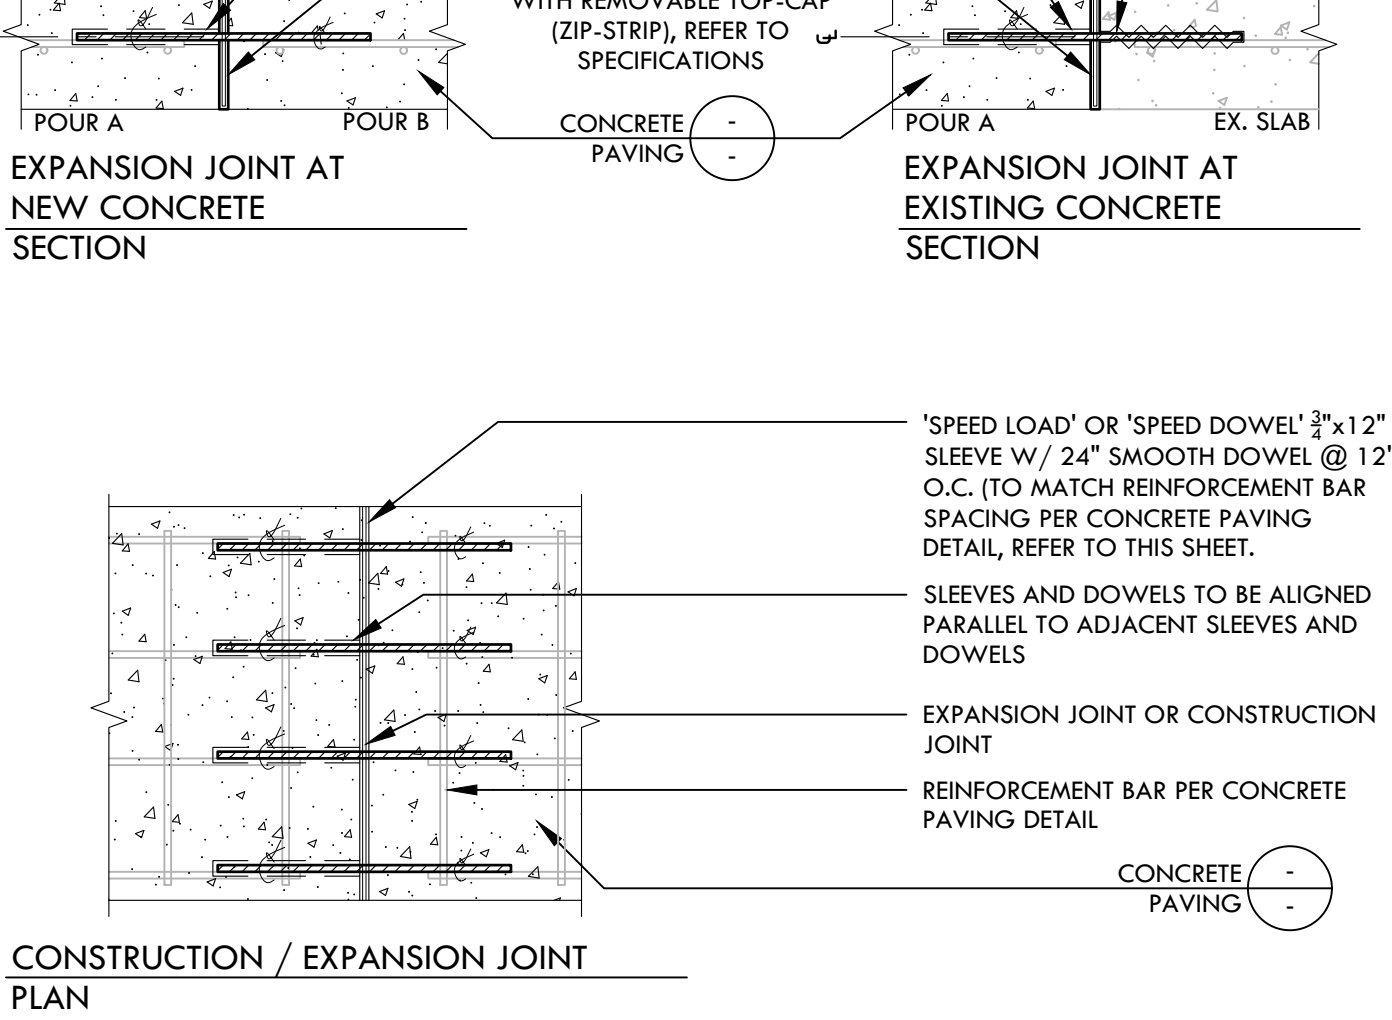 WITH REMOVABLE TOP-CAP
(ZIP-STRIP), REFER TO
SPECIFICATIONS
POUR A
POUR B
CONCRETE
PAVING
-
-
POUR A
EX. SLAB
EXPANSION JOINT AT
NEW CONCRETE
SECTION
EXPANSION JOINT AT
EXISTING CONCRETE
SECTION
'SPEED LOAD' OR 'SPEED DOWEL' 3/4"x12"
SLEEVE W/ 24" SMOOTH DOWEL @ 12'
O.C. (TO MATCH REINFORCEMENT BAR
SPACING PER CONCRETE PAVING
DETAIL, REFER TO THIS SHEET.
SLEEVES AND DOWELS TO BE ALIGNED
PARALLEL TO ADJACENT SLEEVES AND
DOWELS
EXPANSION JOINT OR CONSTRUCTION
JOINT
REINFORCEMENT BAR PER CONCRETE
PAVING DETAIL
CONCRETE
PAVING
-
-
CONSTRUCTION / EXPANSION JOINT
PLAN